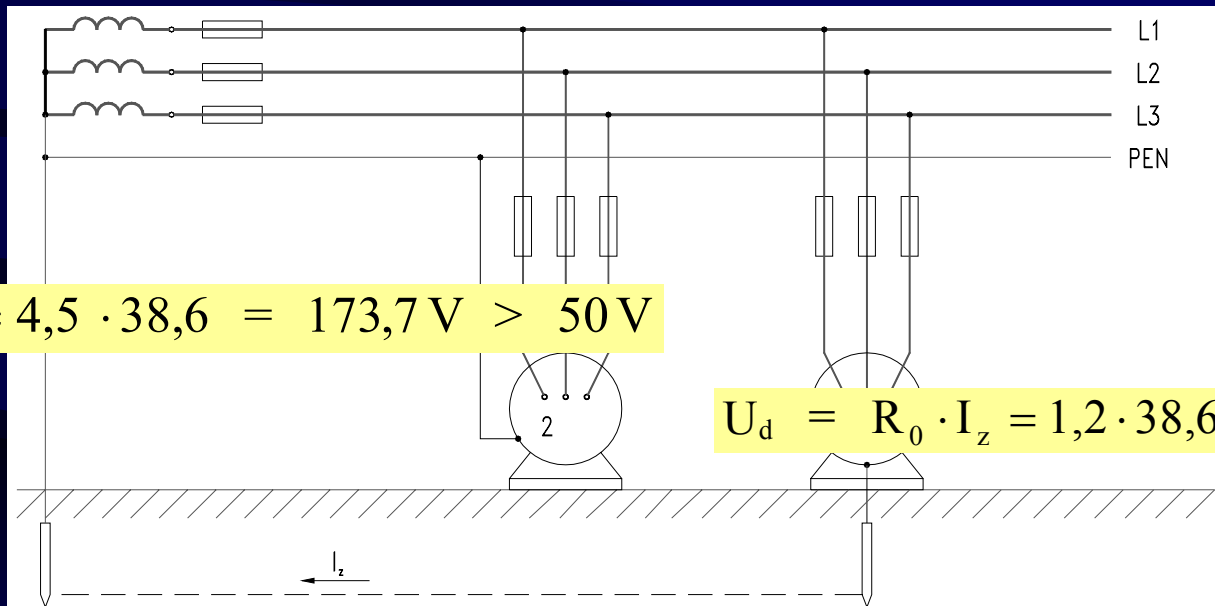 L1
L2
L3
PEN
= 4,5 · 38,6 = 173,7 V > 50 V
2
U_d = R_0 · I_z = 1,2 · 38,6
I_z